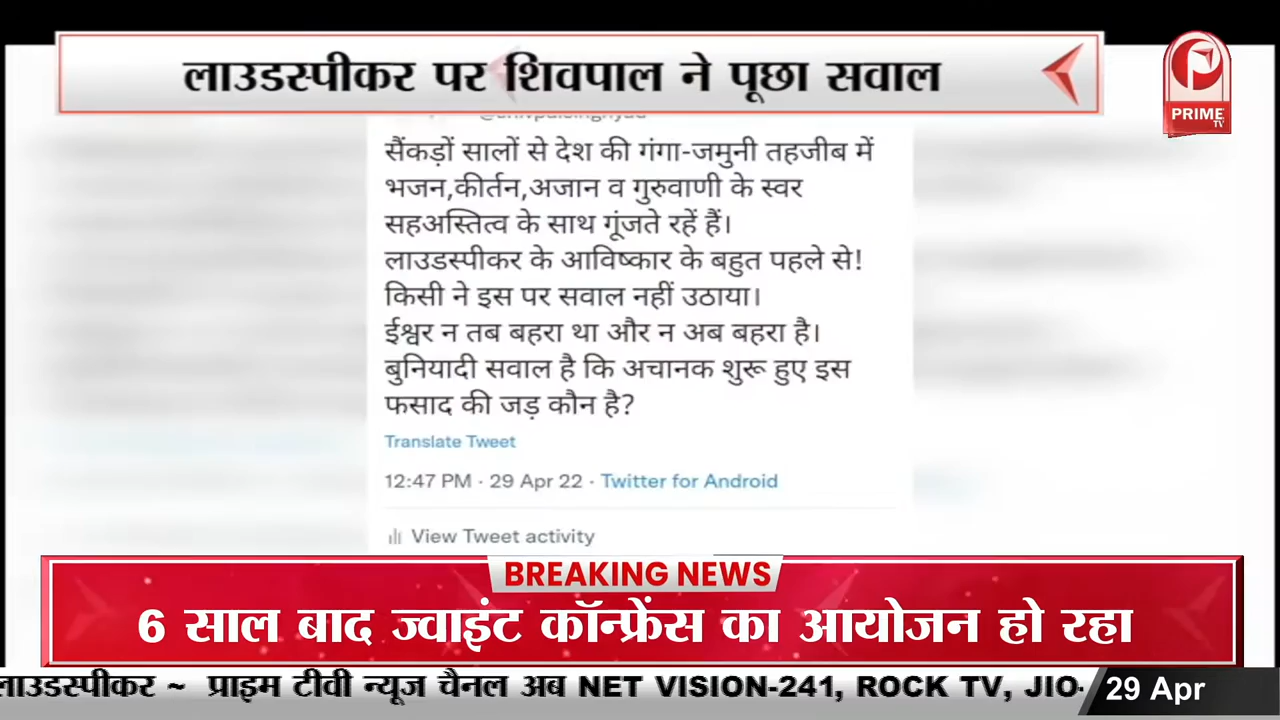 लाउडस्पीकर पर शिवपाल ने पूछा सवाल
PRIME
TV
सैंकड़ों सालों से देश की गंगा-जमुनी तहजीब में
भजन,कीर्तन,अजान व गुरुवाणी के स्वर
सहअस्तित्व के साथ गूंजते रहें हैं।
लाउडस्पीकर के आविष्कार के बहुत पहले से!
किसी ने इस पर सवाल नहीं उठाया।
ईश्वर न तब बहरा था और न अब बहरा है।
बुनियादी सवाल है कि अचानक शुरू हुए इस
फसाद की जड़ कौन है?
Translate Tweet
12:47 PM · 29 Apr 22 · Twitter for Android
View Tweet activity
BREAKING NEWS
6 साल बाद ज्वाइंट कॉन्फ्रेंस का आयोजन हो रहा
लाउडस्पीकर ~ प्राइम टीवी न्यूज चैनल अब NET VISION-241, ROCK TV, JIO-
29 Apr